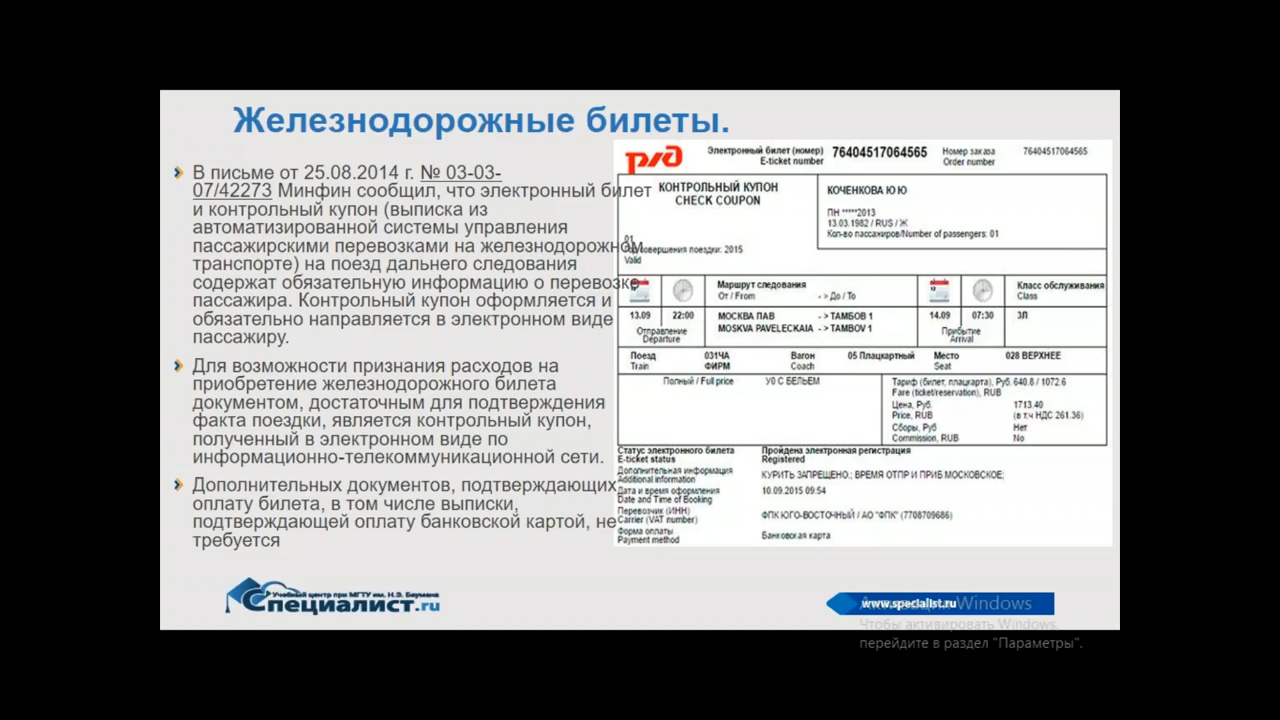 Железнодорожные билеты.
В письме от 25.08.2014 г. № 03-03-
07/42273 Минфин сообщил, что электронный билет
и контрольный купон (выписка из
автоматизированной системы управления
пассажирскими перевозками на железнодорожном
транспорте) на поезд дальнего следования
содержат обязательную информацию о перевозке
пассажира. Контрольный купон оформляется и
обязательно направляется в электронном виде
пассажиру.
Для возможности признания расходов на
приобретение железнодорожного билета
документом, достаточным для подтверждения
факта поездки, является контрольный купон,
полученный в электронном виде по
информационно-телекоммуникационной сети.
Дополнительных документов, подтверждающих
оплату билета, в том числе выписки,
подтверждающей оплату банковской картой, не
требуется
РЖД
Электронный билет (номер) 76404517064565 Номер заказа 76404517064565
E-ticket number Order number
КОНТРОЛЬНЫЙ КУПОН
CHECK COUPON
КОЧЕНКОВА Ю Ю
ПН *****2013
13.03.1982 / RUS / Ж
Кол-во пассажиров/Number of passengers: 01
01
совершения поездки: 2015
Valid
Маршрут следования
От / From - > До / To
Класс обслуживания
Class
13.09 22:00 МОСКВА ПАВ - > ТАМБОВ 1 14.09 07:30 3Л
MOSKVA PAVELECKAIA - > TAMBOV 1
Отправление
Departure
Прибытие
Arrival
Поезд 031ЧА Вагон 05 Плацкартный Место 028 ВЕРХНЕЕ
Train ФИРМ Coach Seat
Полный / Full price У0 С БЕЛЬЕМ
Тариф (билет, плацкарта), Руб. 640.8 / 1072.6
Fare (ticket/reservation), RUB
Цена, Руб. 1713.40
Price, RUB (в т.ч НДС 261.36)
Сборы, Руб Нет
Commission, RUB No
Статус электронного билета Пройдена электронная регистрация
E-ticket status Registered
Дополнительная информация КУРИТЬ ЗАПРЕЩЕНО.; ВРЕМЯ ОТПР И ПРИБ МОСКОВСКОЕ;
Additional information
Дата и время оформления 10.09.2015 09:54
Date and Time of Booking
Перевозчик (ИНН) ФПК ЮГО-ВОСТОЧНЫЙ / АО "ФПК" (7708709686)
Carrier (VAT number)
Форма оплаты Банковская карта
Payment method
Учебный центр при МГТУ им. Н.Э. Баумана
Специалист.ru
www.specialist.ru
Windows
Чтобы активировать Windows,
перейдите в раздел "Параметры".